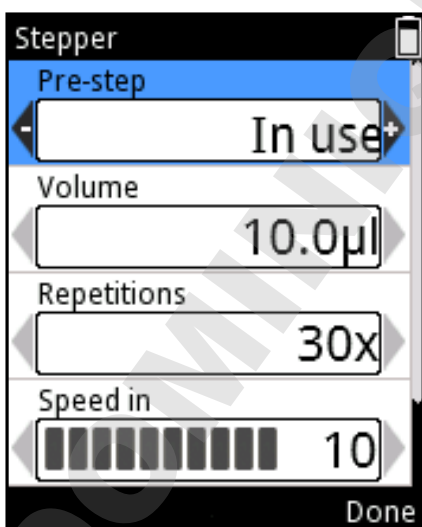 Stepper
Pre-step
- In use +
Volume
10.0µl
Repetitions
30x
Speed in
10
Done